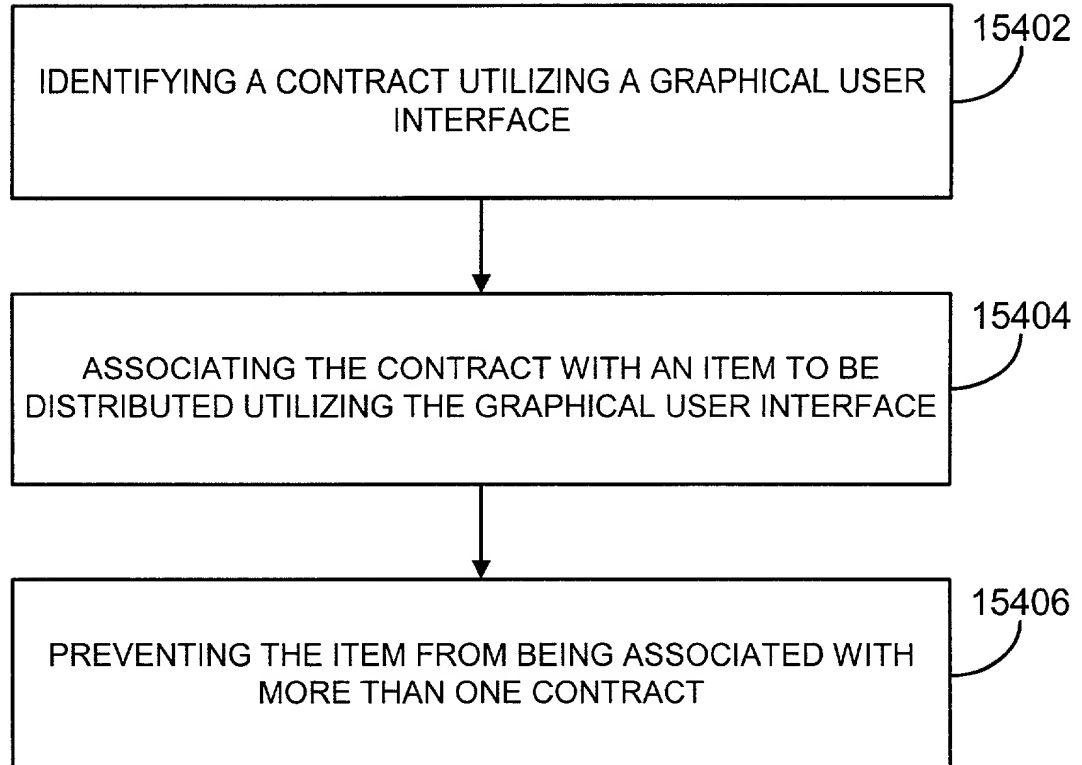 15402
IDENTIFYING A CONTRACT UTILIZING A GRAPHICAL USER
INTERFACE
15404
ASSOCIATING THE CONTRACT WITH AN ITEM TO BE
DISTRIBUTED UTILIZING THE GRAPHICAL USER INTERFACE
15406
PREVENTING THE ITEM FROM BEING ASSOCIATED WITH
MORE THAN ONE CONTRACT